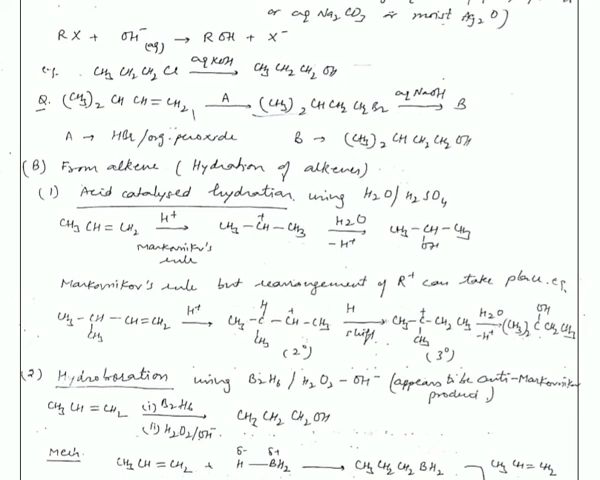 or aq Na2CO3 or moist Ag2O)
RX + OH-(aq) → ROH + X-
eg. CH3 CH2 CH2 Cl aq KOH → CH3 CH2 CH2 OH
Q. (CH3)2 CH CH = CH2 A → (CH3)2 CHCH2 CH2 Br aq NaOH → B
A → HBr/org. peroxide B → (CH3)2 CH CH2 CH2 OH
(B) From alkene (Hydration of alkenes)
(1) Acid catalysed hydration using H2O/H2SO4
CH3 CH = CH2 H+ → CH3 - CH+ - CH3 H2O → CH3 - CH - CH3
Markovnikov's -H+ OH
rule
Markovnikov's rule but rearrangement of R+ can take place. eg,
H OH
CH3 - CH - CH = CH2 H+ → CH3 - C - CH+ - CH3 H shift → CH3 - C+ - CH2 CH3 H2O -H+ → (CH3)2 C CH2 CH3
CH3 CH3 CH3
(2°) (3°)
(2) Hydroboration using B2H6 / H2O2 - OH- (appears to be anti-Markovnikov
product)
CH3 CH = CH2 (i) B2H6 → CH3 CH2 CH2 OH
(ii) H2O2/OH-
Mech. CH3 CH = CH2 + δ- H — δ+ BH2 → CH3 CH2 CH2 BH2 CH3 CH = CH2